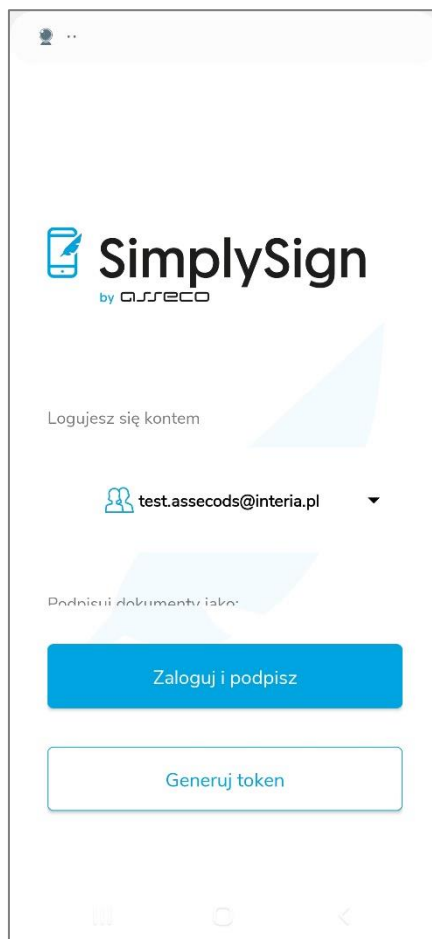 SimplySign
by asseco
Logujesz się kontem
test.assecods@interia.pl
Podpisuj dokumenty jako:
Zaloguj i podpisz
Generuj token